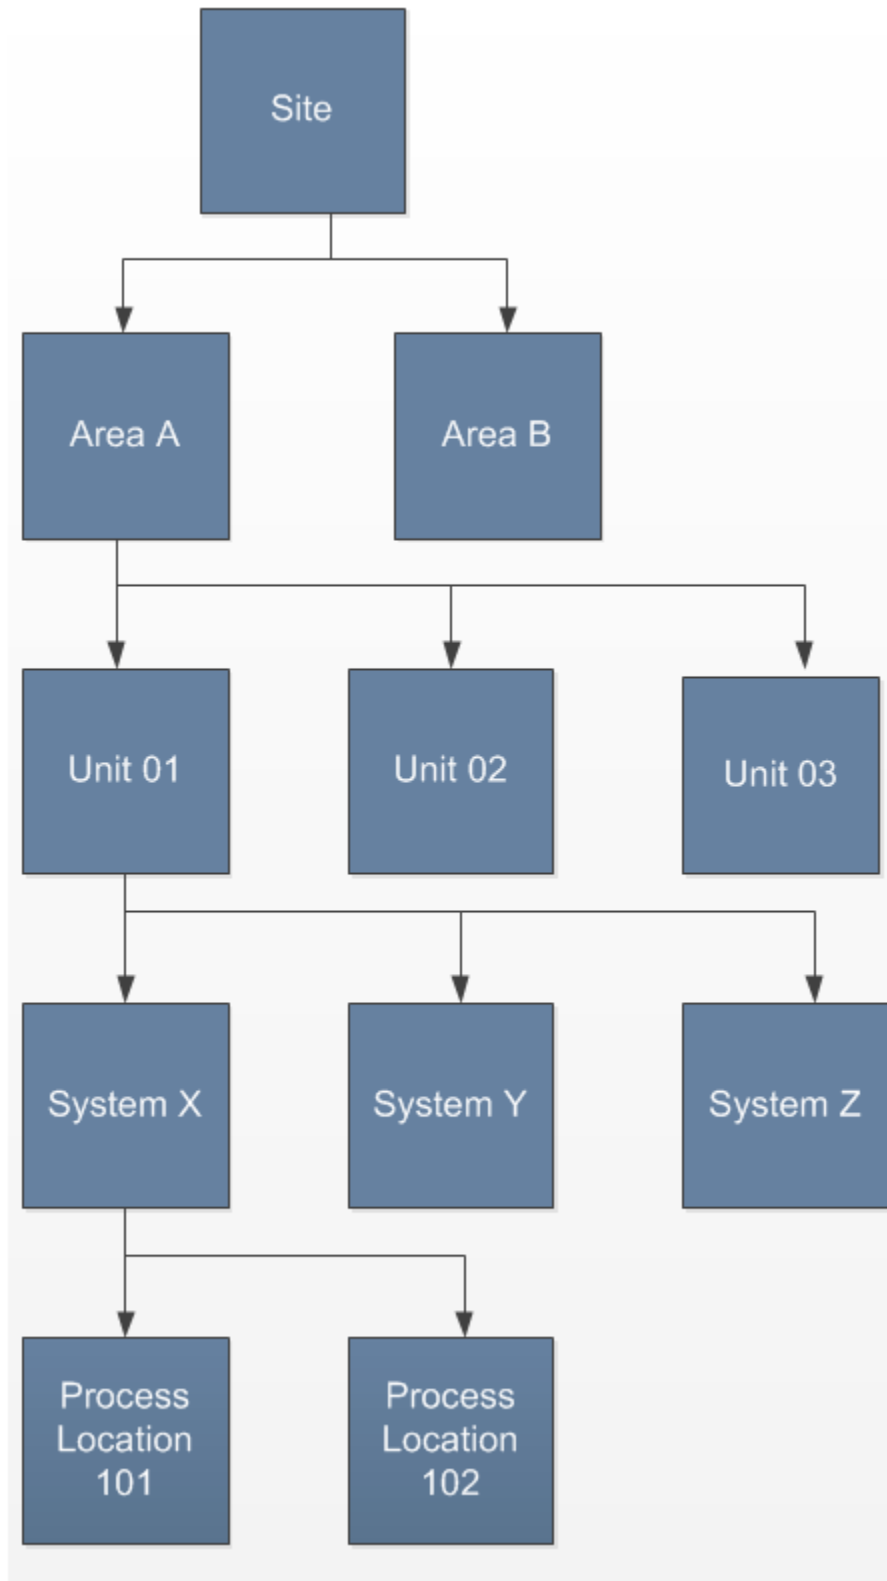 Site
Area A
Area B
Unit 01
Unit 02
Unit 03
System X
System Y
System Z
Process
Location
101
Process
Location
102